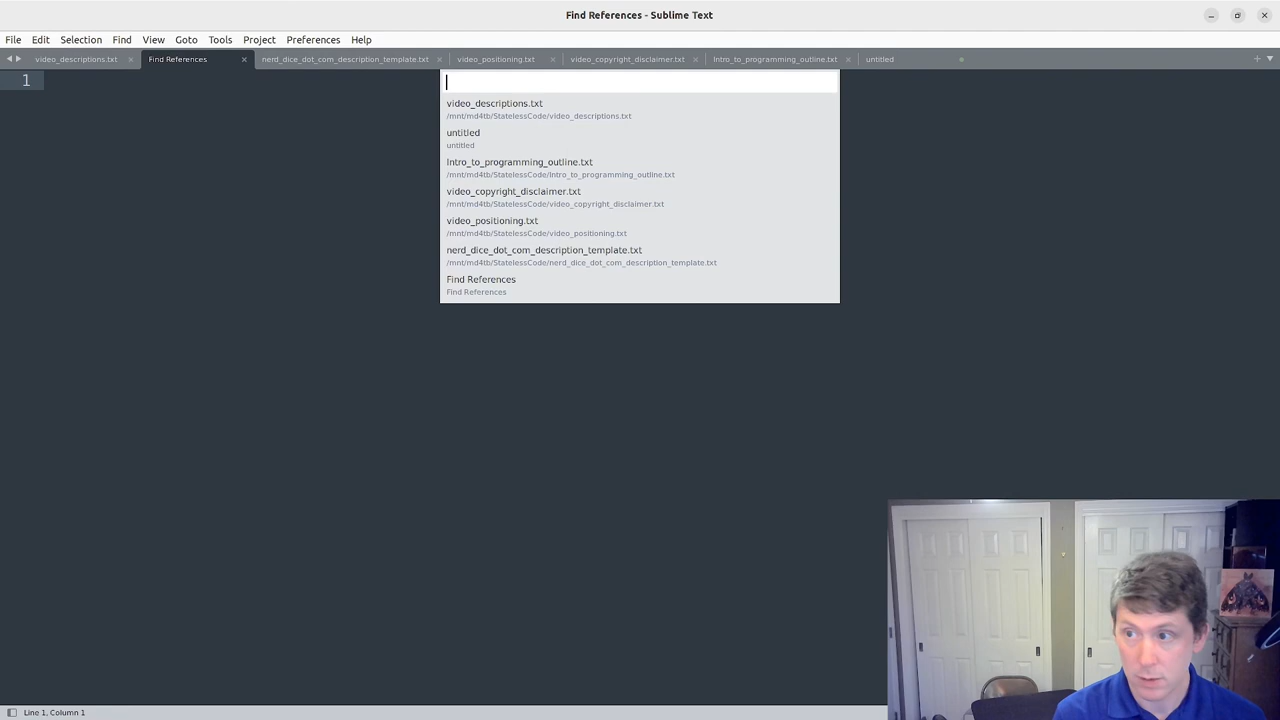 Find References - Sublime Text
File Edit Selection Find View Goto Tools Project Preferences Help
video_descriptions.txt Find References nerd_dice_dot_com_description_template.txt video_positioning.txt video_copyright_disclaimer.txt Intro_to_programming_outline.txt untitled
1
video_descriptions.txt
/mnt/md4tb/StatelessCode/video_descriptions.txt
untitled
untitled
Intro_to_programming_outline.txt
/mnt/md4tb/StatelessCode/Intro_to_programming_outline.txt
video_copyright_disclaimer.txt
/mnt/md4tb/StatelessCode/video_copyright_disclaimer.txt
video_positioning.txt
/mnt/md4tb/StatelessCode/video_positioning.txt
nerd_dice_dot_com_description_template.txt
/mnt/md4tb/StatelessCode/nerd_dice_dot_com_description_template.txt
Find References
Find References
Line 1, Column 1